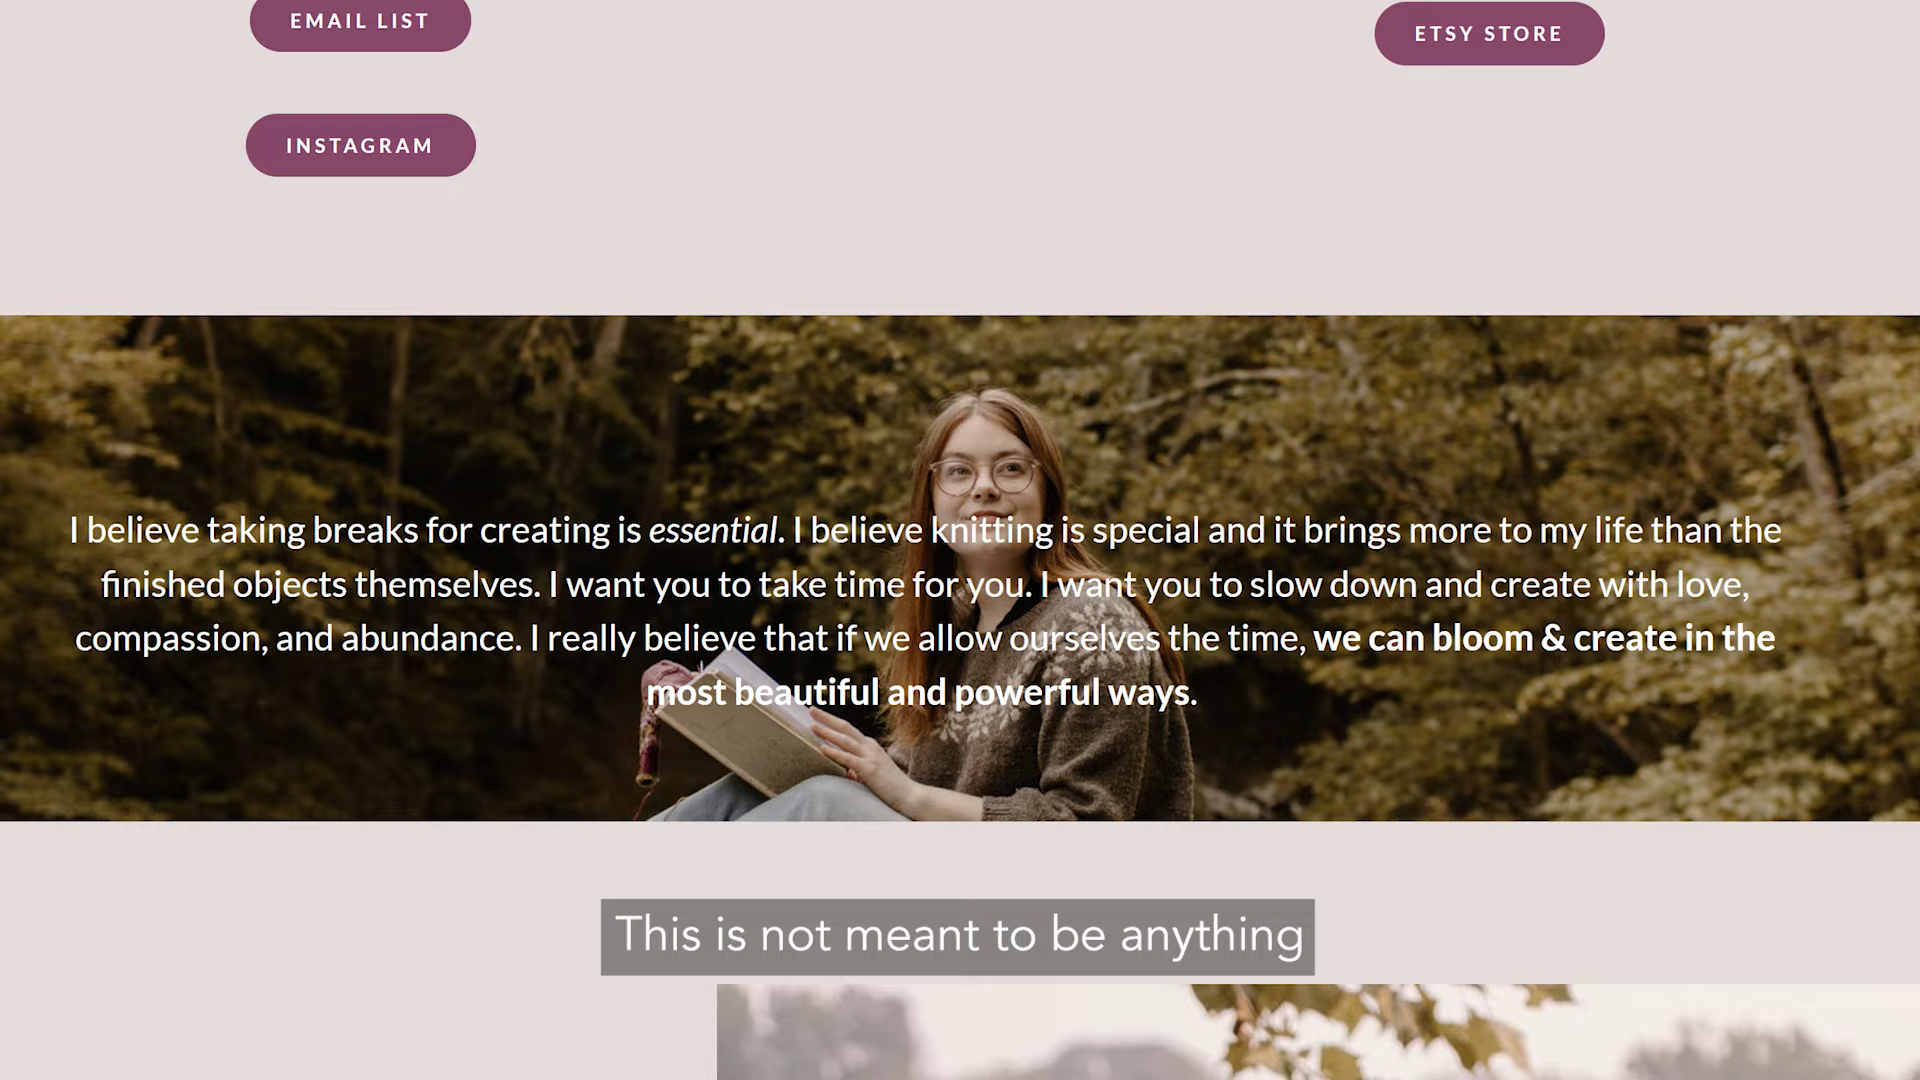 EMAIL LIST
ETSY STORE
INSTAGRAM
I believe taking breaks for creating is essential. I believe knitting is special and it brings more to my life than the
finished objects themselves. I want you to take time for you. I want you to slow down and create with love,
compassion, and abundance. I really believe that if we allow ourselves the time, we can bloom & create in the
most beautiful and powerful ways.
This is not meant to be anything